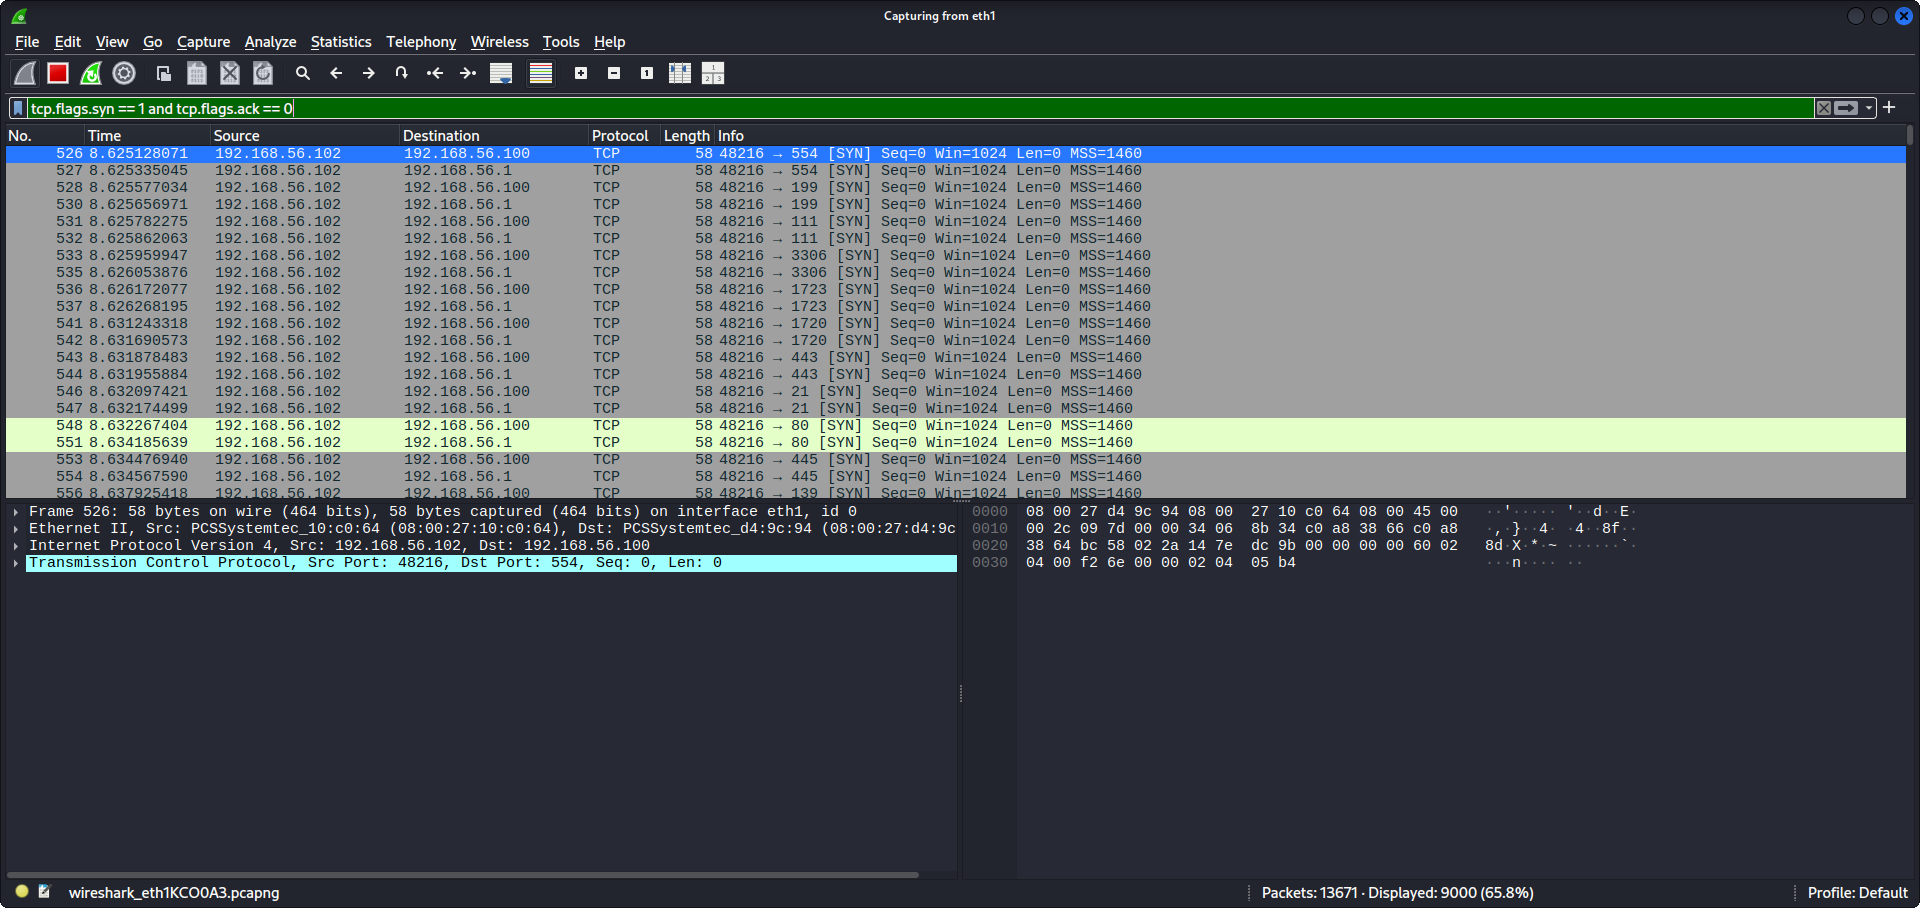 Capturing from eth1
File Edit View Go Capture Analyze Statistics Telephony Wireless Tools Help
tcp.flags.syn == 1 and tcp.flags.ack == 0
No. Time Source Destination Protocol Length Info
526 8.625128071 192.168.56.102 192.168.56.100 TCP 58 48216 → 554 [SYN] Seq=0 Win=1024 Len=0 MSS=1460
527 8.625335045 192.168.56.102 192.168.56.1 TCP 58 48216 → 554 [SYN] Seq=0 Win=1024 Len=0 MSS=1460
528 8.625577034 192.168.56.102 192.168.56.100 TCP 58 48216 → 199 [SYN] Seq=0 Win=1024 Len=0 MSS=1460
530 8.625656971 192.168.56.102 192.168.56.1 TCP 58 48216 → 199 [SYN] Seq=0 Win=1024 Len=0 MSS=1460
531 8.625782275 192.168.56.102 192.168.56.100 TCP 58 48216 → 111 [SYN] Seq=0 Win=1024 Len=0 MSS=1460
532 8.625862063 192.168.56.102 192.168.56.1 TCP 58 48216 → 111 [SYN] Seq=0 Win=1024 Len=0 MSS=1460
533 8.625959947 192.168.56.102 192.168.56.100 TCP 58 48216 → 3306 [SYN] Seq=0 Win=1024 Len=0 MSS=1460
535 8.626053876 192.168.56.102 192.168.56.1 TCP 58 48216 → 3306 [SYN] Seq=0 Win=1024 Len=0 MSS=1460
536 8.626172077 192.168.56.102 192.168.56.100 TCP 58 48216 → 1723 [SYN] Seq=0 Win=1024 Len=0 MSS=1460
537 8.626268195 192.168.56.102 192.168.56.1 TCP 58 48216 → 1723 [SYN] Seq=0 Win=1024 Len=0 MSS=1460
541 8.631243318 192.168.56.102 192.168.56.100 TCP 58 48216 → 1720 [SYN] Seq=0 Win=1024 Len=0 MSS=1460
542 8.631690573 192.168.56.102 192.168.56.1 TCP 58 48216 → 1720 [SYN] Seq=0 Win=1024 Len=0 MSS=1460
543 8.631878483 192.168.56.102 192.168.56.100 TCP 58 48216 → 443 [SYN] Seq=0 Win=1024 Len=0 MSS=1460
544 8.631955884 192.168.56.102 192.168.56.1 TCP 58 48216 → 443 [SYN] Seq=0 Win=1024 Len=0 MSS=1460
546 8.632097421 192.168.56.102 192.168.56.100 TCP 58 48216 → 21 [SYN] Seq=0 Win=1024 Len=0 MSS=1460
547 8.632174499 192.168.56.102 192.168.56.1 TCP 58 48216 → 21 [SYN] Seq=0 Win=1024 Len=0 MSS=1460
548 8.632267404 192.168.56.102 192.168.56.100 TCP 58 48216 → 80 [SYN] Seq=0 Win=1024 Len=0 MSS=1460
551 8.634185639 192.168.56.102 192.168.56.1 TCP 58 48216 → 80 [SYN] Seq=0 Win=1024 Len=0 MSS=1460
553 8.634476940 192.168.56.102 192.168.56.100 TCP 58 48216 → 445 [SYN] Seq=0 Win=1024 Len=0 MSS=1460
554 8.634567590 192.168.56.102 192.168.56.1 TCP 58 48216 → 445 [SYN] Seq=0 Win=1024 Len=0 MSS=1460
556 8.637925418 192.168.56.102 192.168.56.100 TCP 58 48216 → 139 [SYN] Seq=0 Win=1024 Len=0 MSS=1460
Frame 526: 58 bytes on wire (464 bits), 58 bytes captured (464 bits) on interface eth1, id 0
Ethernet II, Src: PCSSystemtec_10:c0:64 (08:00:27:10:c0:64), Dst: PCSSystemtec_d4:9c:94 (08:00:27:d4:9c
Internet Protocol Version 4, Src: 192.168.56.102, Dst: 192.168.56.100
Transmission Control Protocol, Src Port: 48216, Dst Port: 554, Seq: 0, Len: 0
0000 08 00 27 d4 9c 94 08 00 27 10 c0 64 08 00 45 00 ··'····· '··d··E·
0010 00 2c 09 7d 00 00 34 06 8b 34 c0 a8 38 66 c0 a8 ·,·}··4· ·4··8f··
0020 38 64 bc 58 02 2a 14 7e dc 9b 00 00 00 00 60 02 8d·X·*·~ ······`·
0030 04 00 f2 6e 00 00 02 04 05 b4 ···n···· ··
wireshark_eth1KCO0A3.pcapng
Packets: 13671 · Displayed: 9000 (65.8%)
Profile: Default